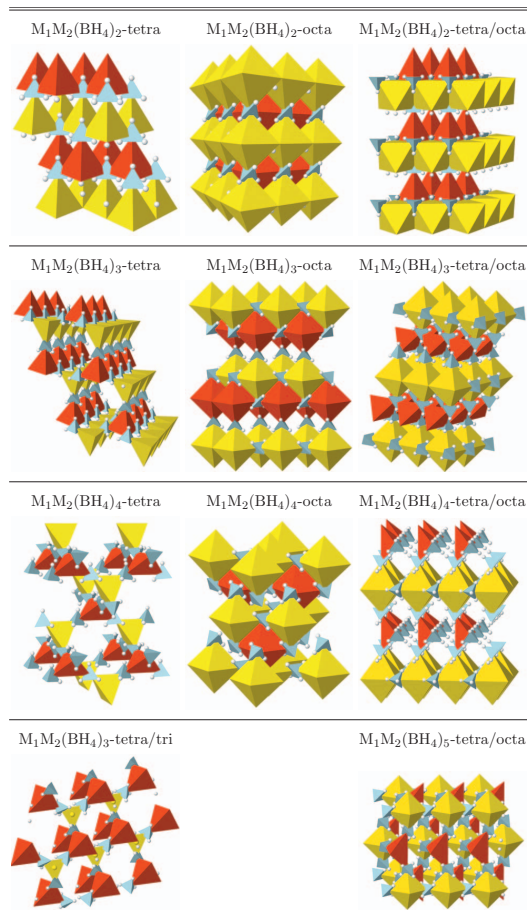 M₁M₂(BH₄)₂-tetra M₁M₂(BH₄)₂-octa M₁M₂(BH₄)₂-tetra/octa
M₁M₂(BH₄)₃-tetra M₁M₂(BH₄)₃-octa M₁M₂(BH₄)₃-tetra/octa
M₁M₂(BH₄)₄-tetra M₁M₂(BH₄)₄-octa M₁M₂(BH₄)₄-tetra/octa
M₁M₂(BH₄)₃-tetra/tri M₁M₂(BH₄)₅-tetra/octa